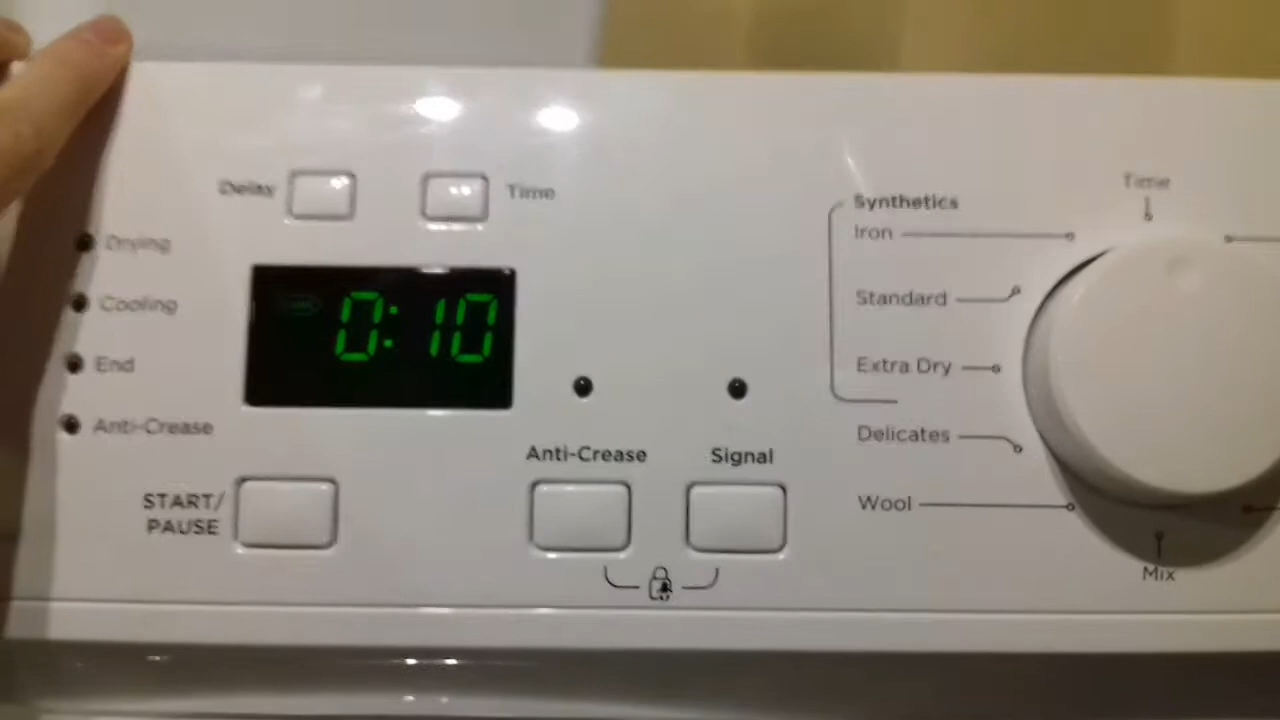 Delay
Time
Drying
Cooling
End
Anti-Crease
0:10
START/
PAUSE
Anti-Crease
Signal
Synthetics
Iron
Standard
Extra Dry
Delicates
Wool
Time
Mix